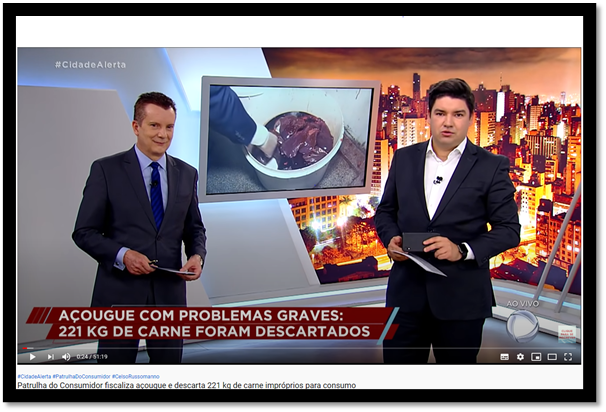 #CidadeAlerta
AÇOUGUE COM PROBLEMAS GRAVES:
221 KG DE CARNE FORAM DESCARTADOS
AO VIVO
0:24 / 51:19
#CidadeAlerta #PatrulhaDoConsumidor #CelsoRussomanno
Patrulha do Consumidor fiscaliza açougue e descarta 221 kg de carne impróprios para consumo